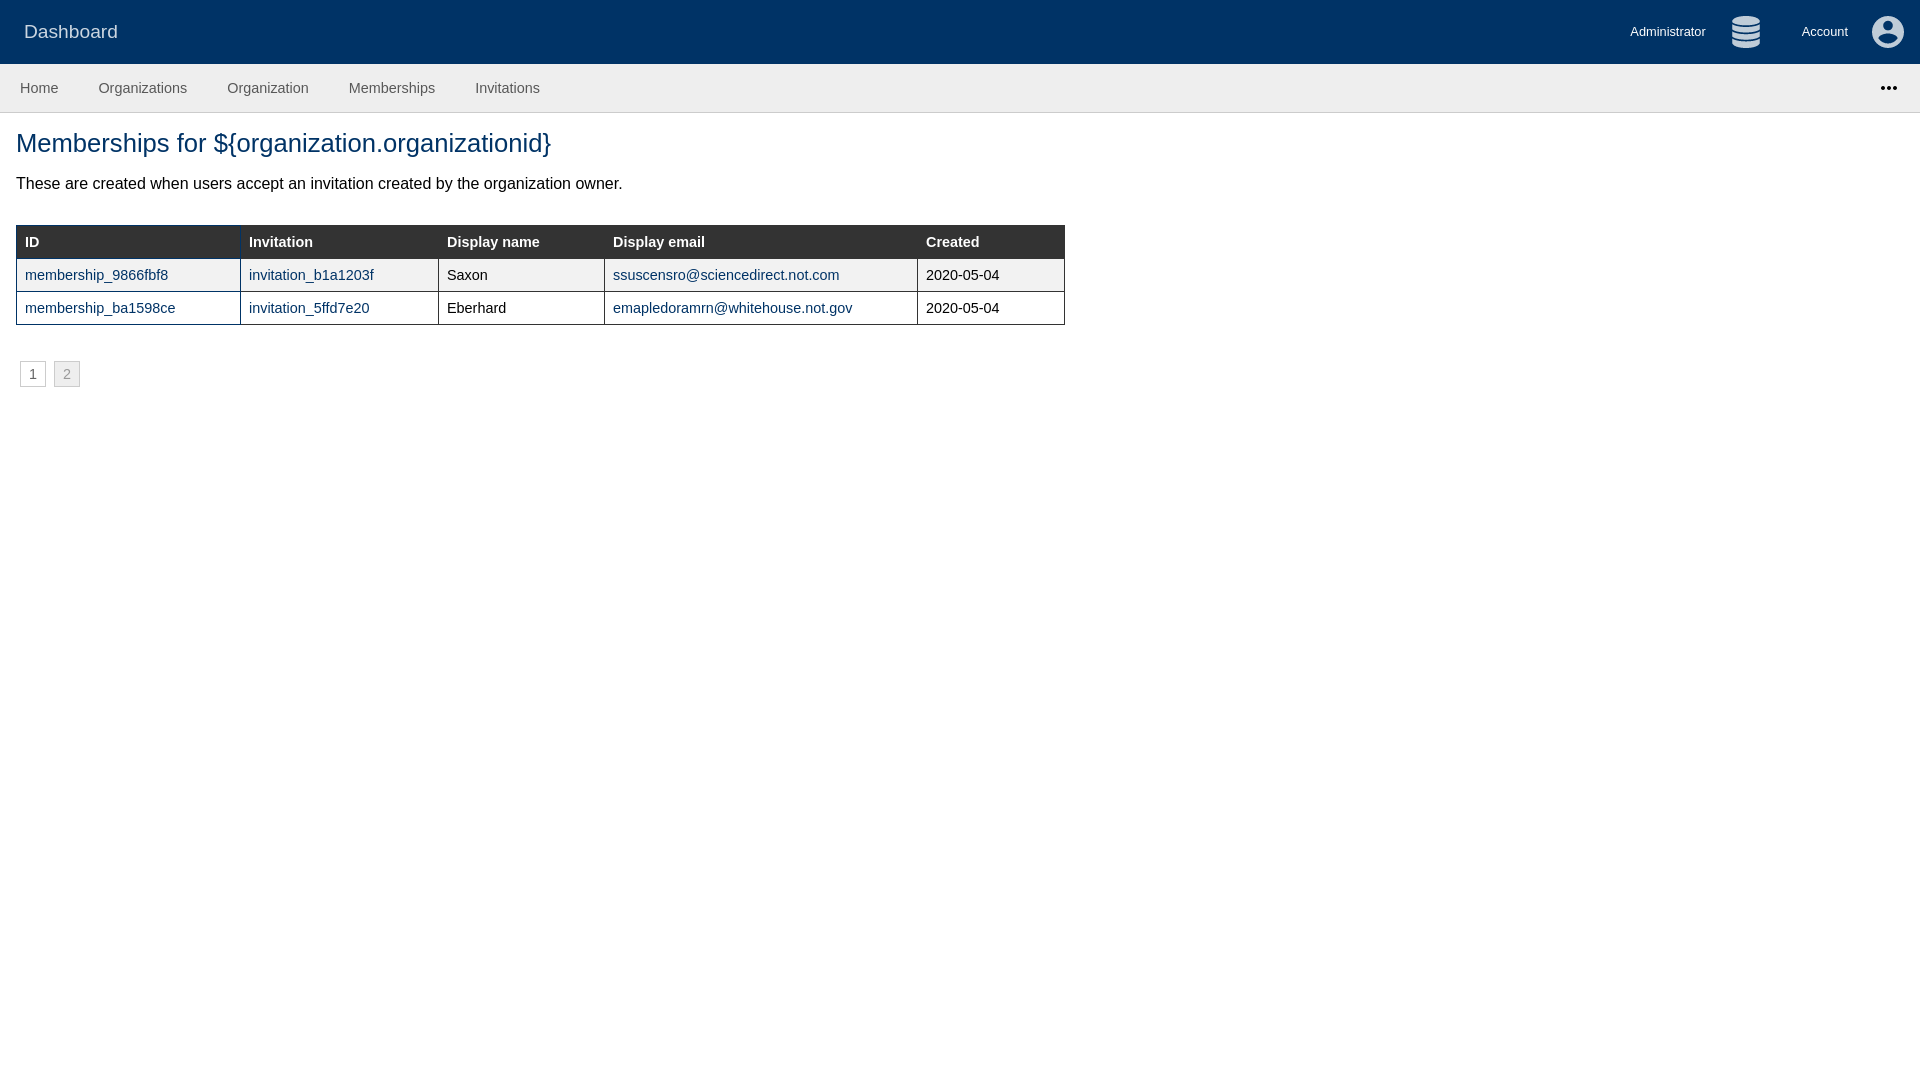 Dashboard
Administrator
Account
Home
Organizations
Organization
Memberships
Invitations
Memberships for ${organization.organizationid}
These are created when users accept an invitation created by the organization owner.
ID Invitation Display name Display email Created
membership_9866fbf8 invitation_b1a1203f Saxon ssuscensro@sciencedirect.not.com 2020-05-04
membership_ba1598ce invitation_5ffd7e20 Eberhard emapledoramrn@whitehouse.not.gov 2020-05-04
1 2